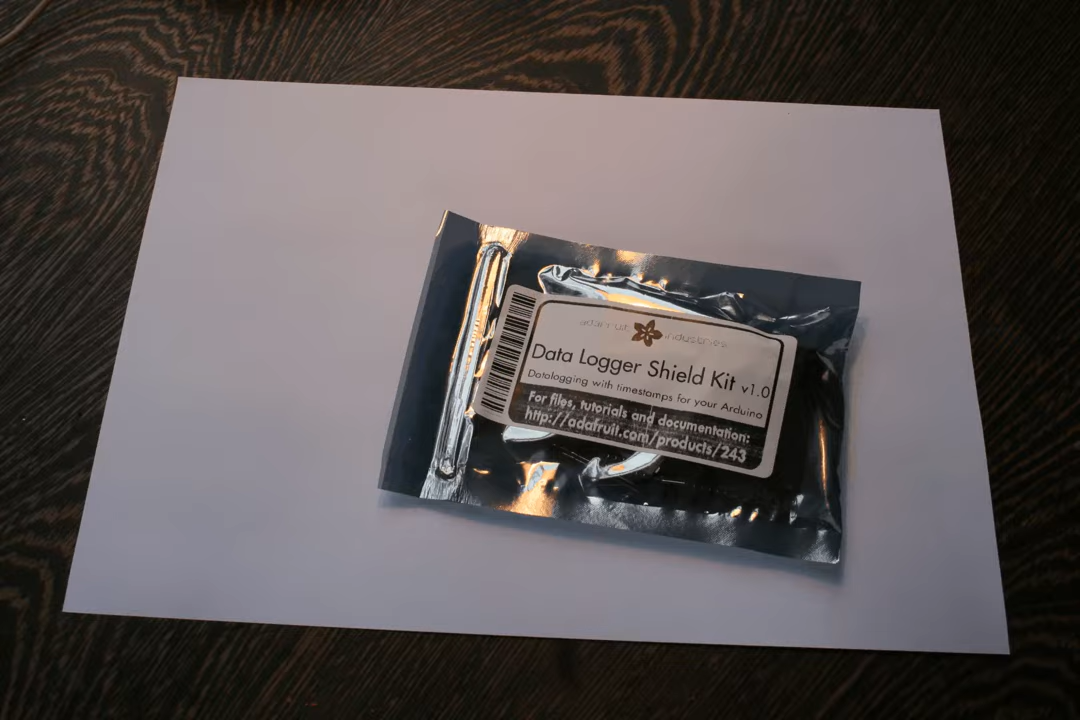 adafruit industries
Data Logger Shield Kit v1.0
Datalogging with timestamps for your Arduino
For files, tutorials and documentation:
http://adafruit.com/products/243